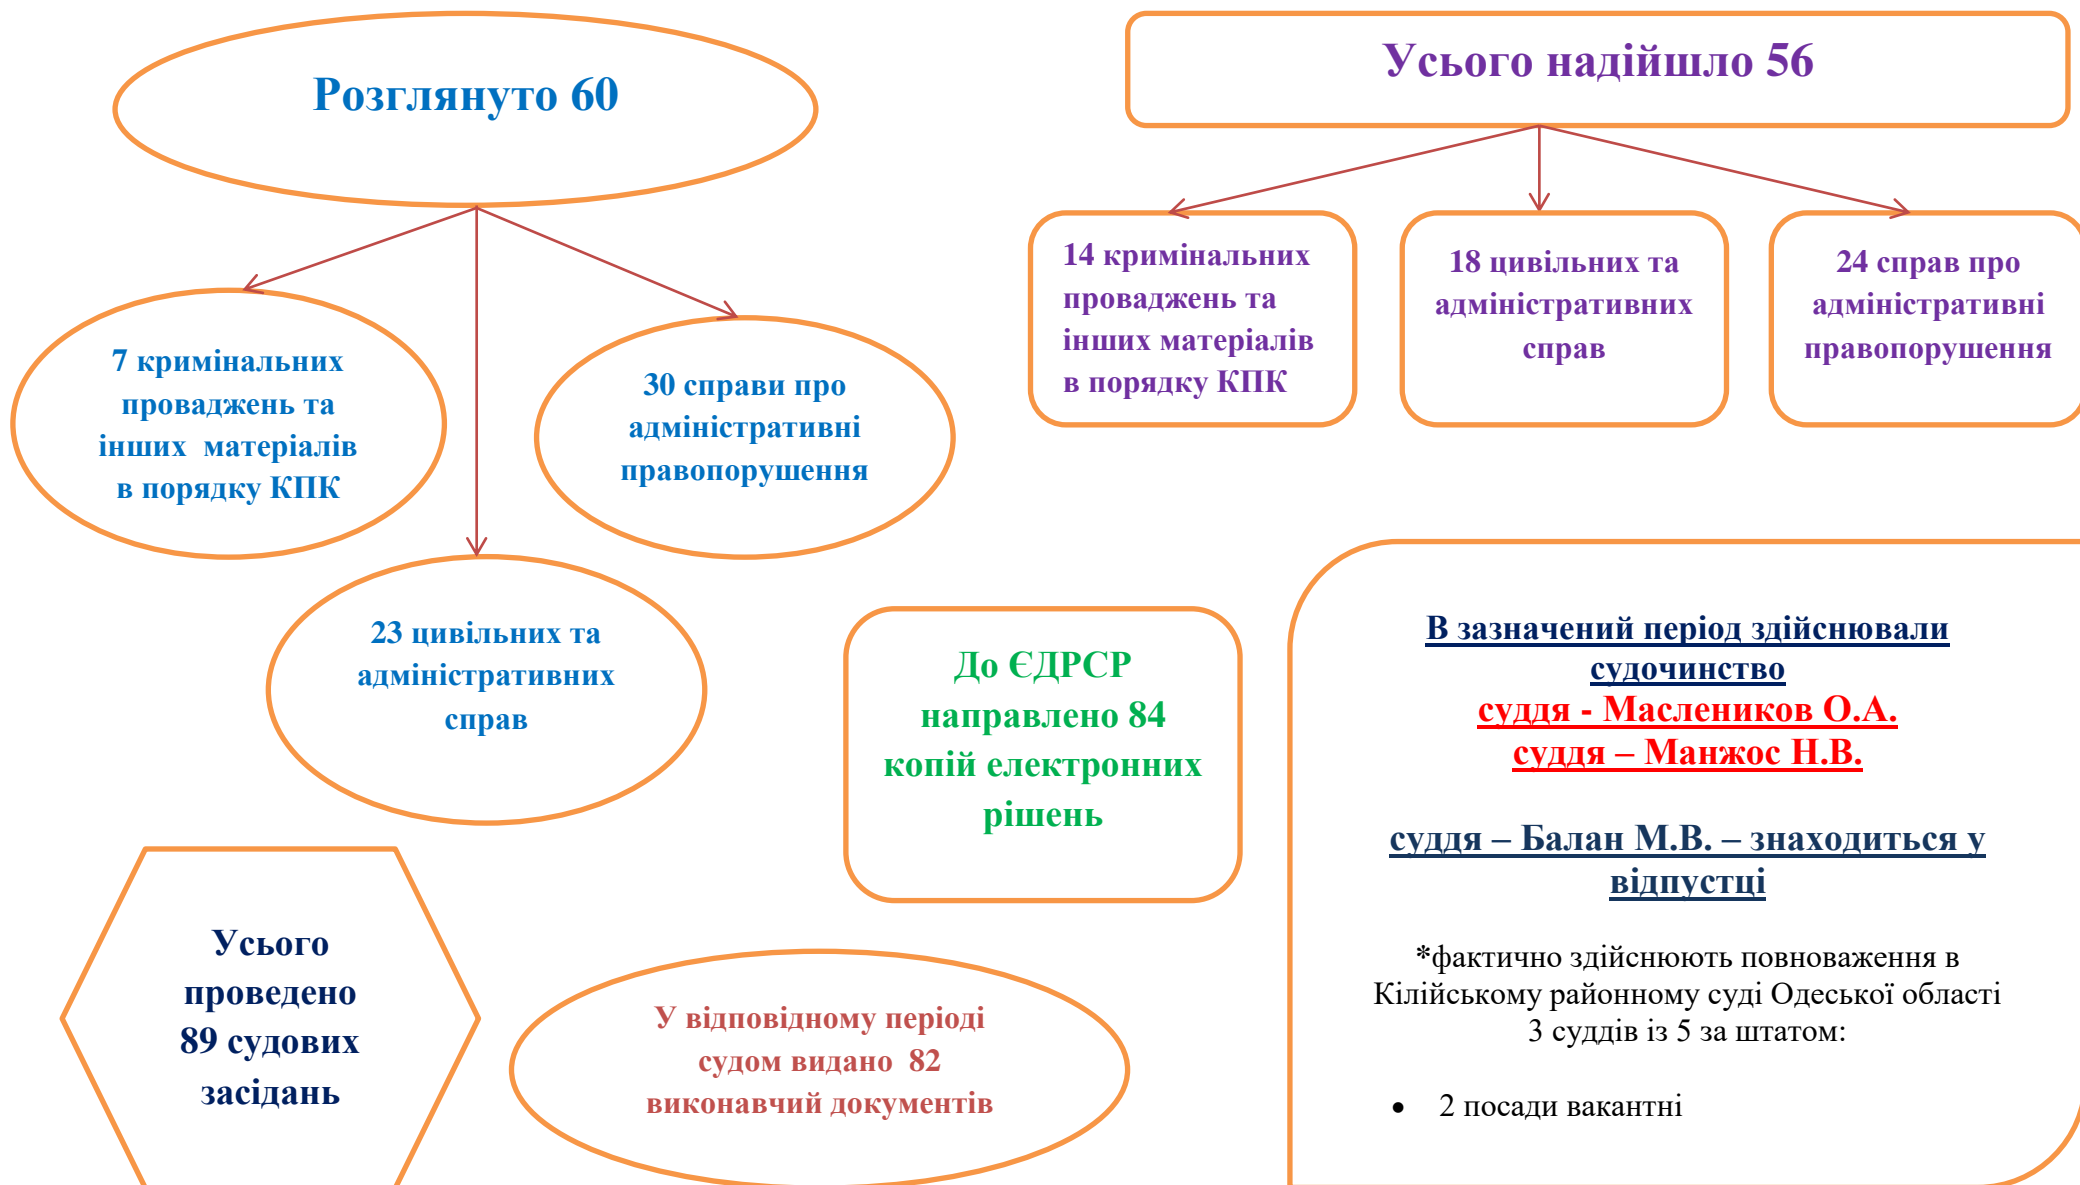 Розглянуто 60
7 кримінальних
проваджень та
інших матеріалів
в порядку КПК
30 справи про
адміністративні
правопорушення
23 цивільних та
адміністративних
справ
Усього надійшло 56
14 кримінальних
проваджень та
інших матеріалів
в порядку КПК
18 цивільних та
адміністративних
справ
24 справ про
адміністративні
правопорушення
До ЄДРСР
направлено 84
копій електронних
рішень
В зазначений період здійснювали
судочинство
суддя - Маслеников О.А.
суддя – Манжос Н.В.
суддя – Балан М.В. – знаходиться у
відпустці
*фактично здійснюють повноваження в
Кілійському районному суді Одеської області
3 суддів із 5 за штатом:
• 2 посади вакантні
Усього
проведено
89 судових
засідань
У відповідному періоді
судом видано 82
виконавчий документів